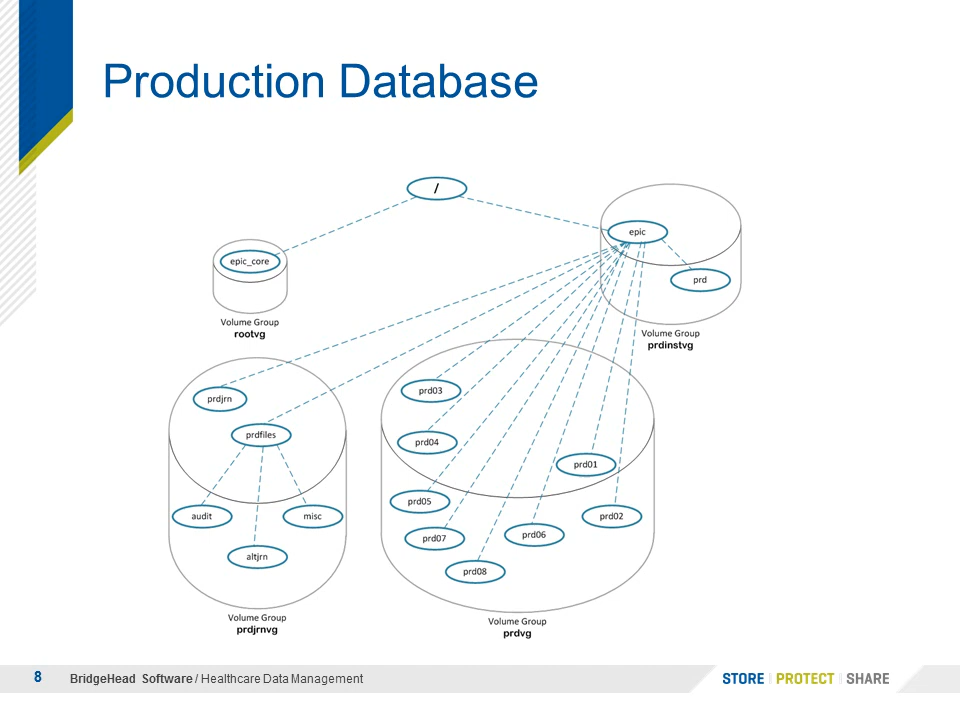 Production Database
/
epic
epic_core
prd
Volume Group
rootvg
Volume Group
prdinstvg
prdjrn
prd03
prdfiles
prd04
prd01
prd05
audit
misc
prd02
prd07
prd06
altjrn
prd08
Volume Group
prdjrnvg
Volume Group
prdvg
8 BridgeHead Software / Healthcare Data Management STORE | PROTECT | SHARE